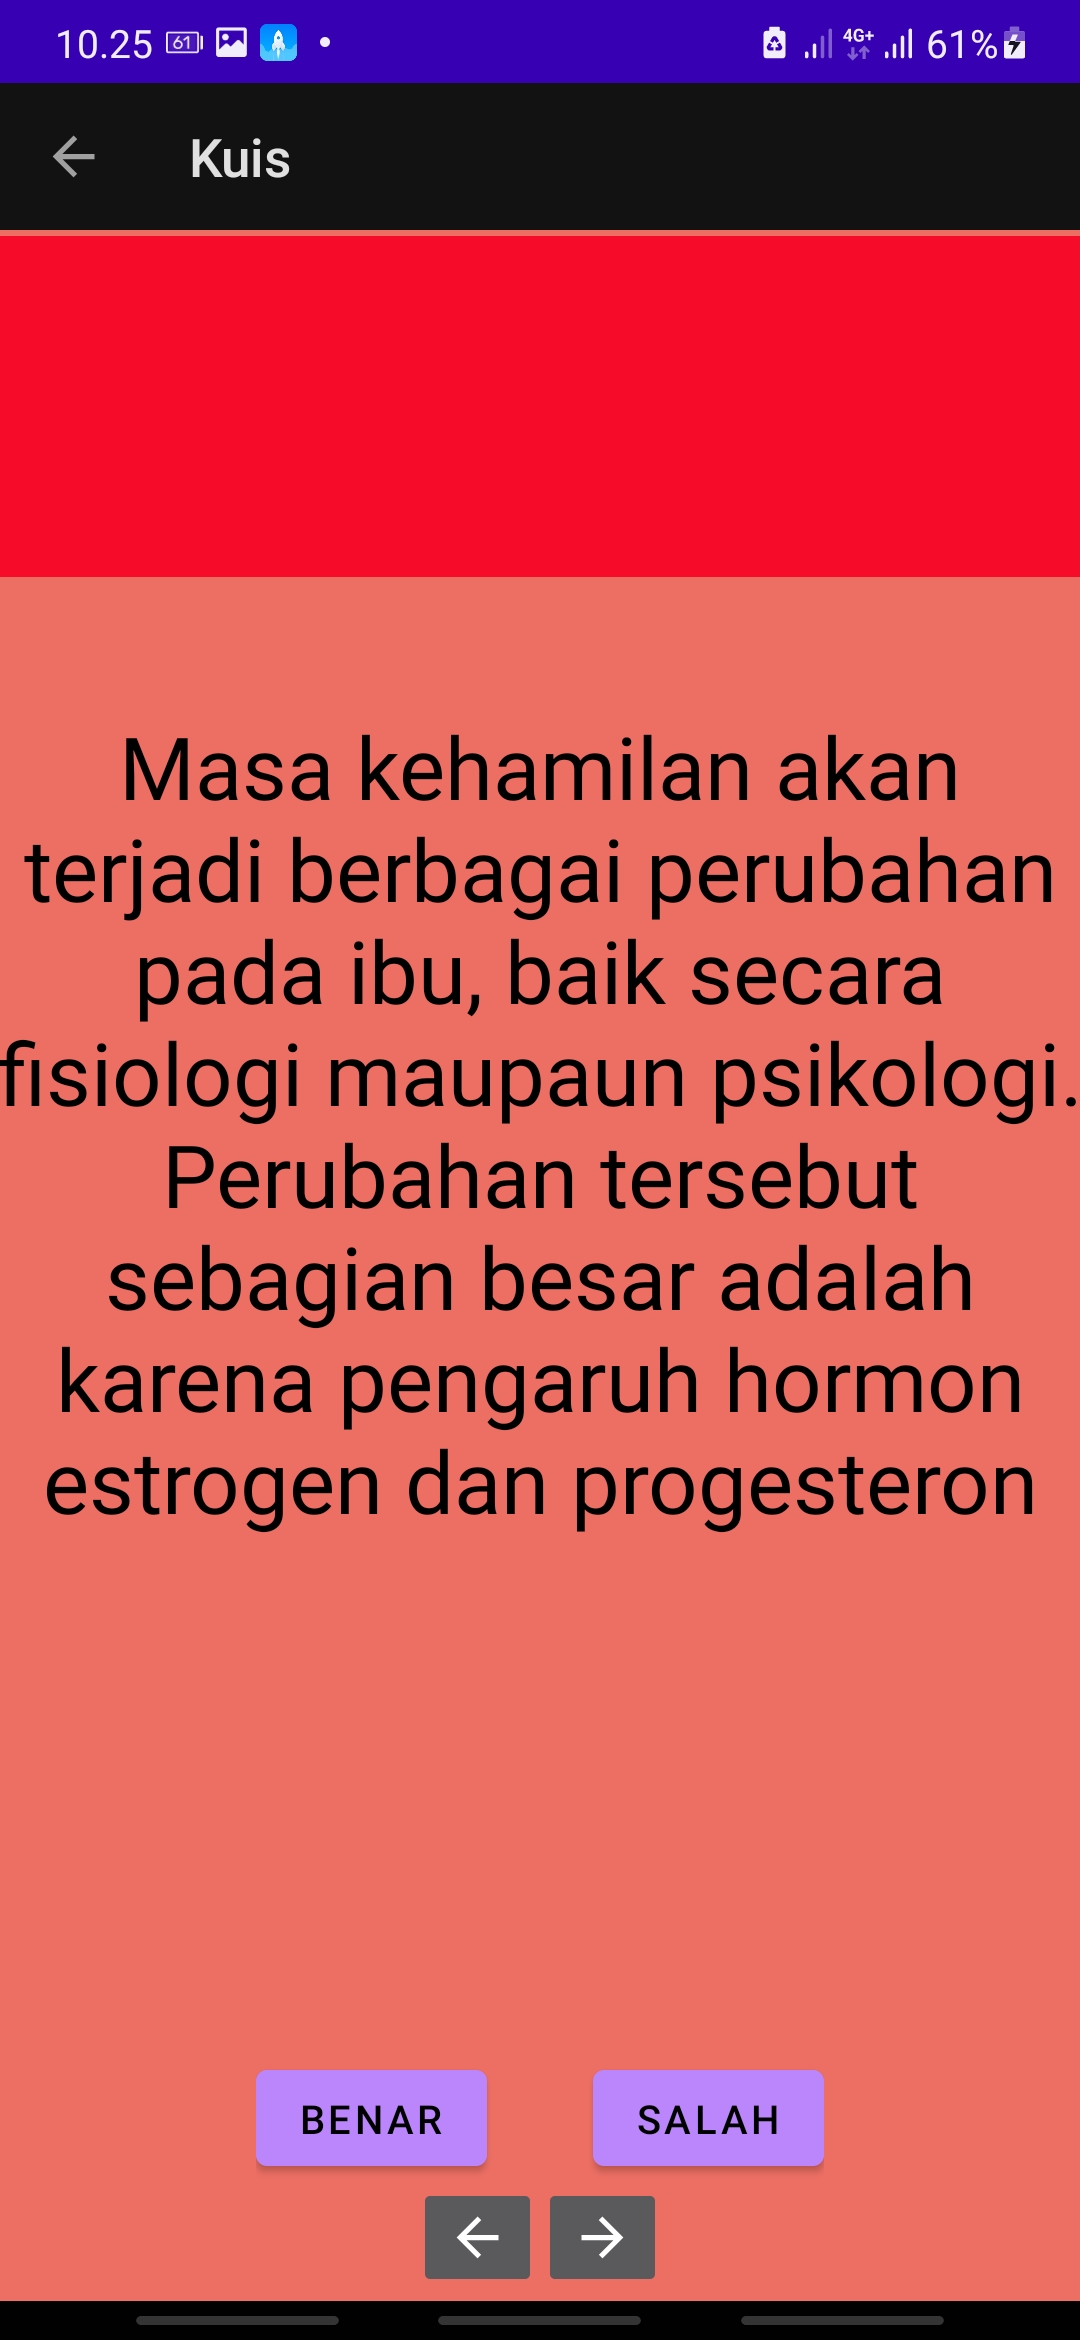 10.25 61 4G+ 61%
Kuis
Masa kehamilan akan
terjadi berbagai perubahan
pada ibu, baik secara
fisiologi maupaun psikologi.
Perubahan tersebut
sebagian besar adalah
karena pengaruh hormon
estrogen dan progesteron
BENAR SALAH